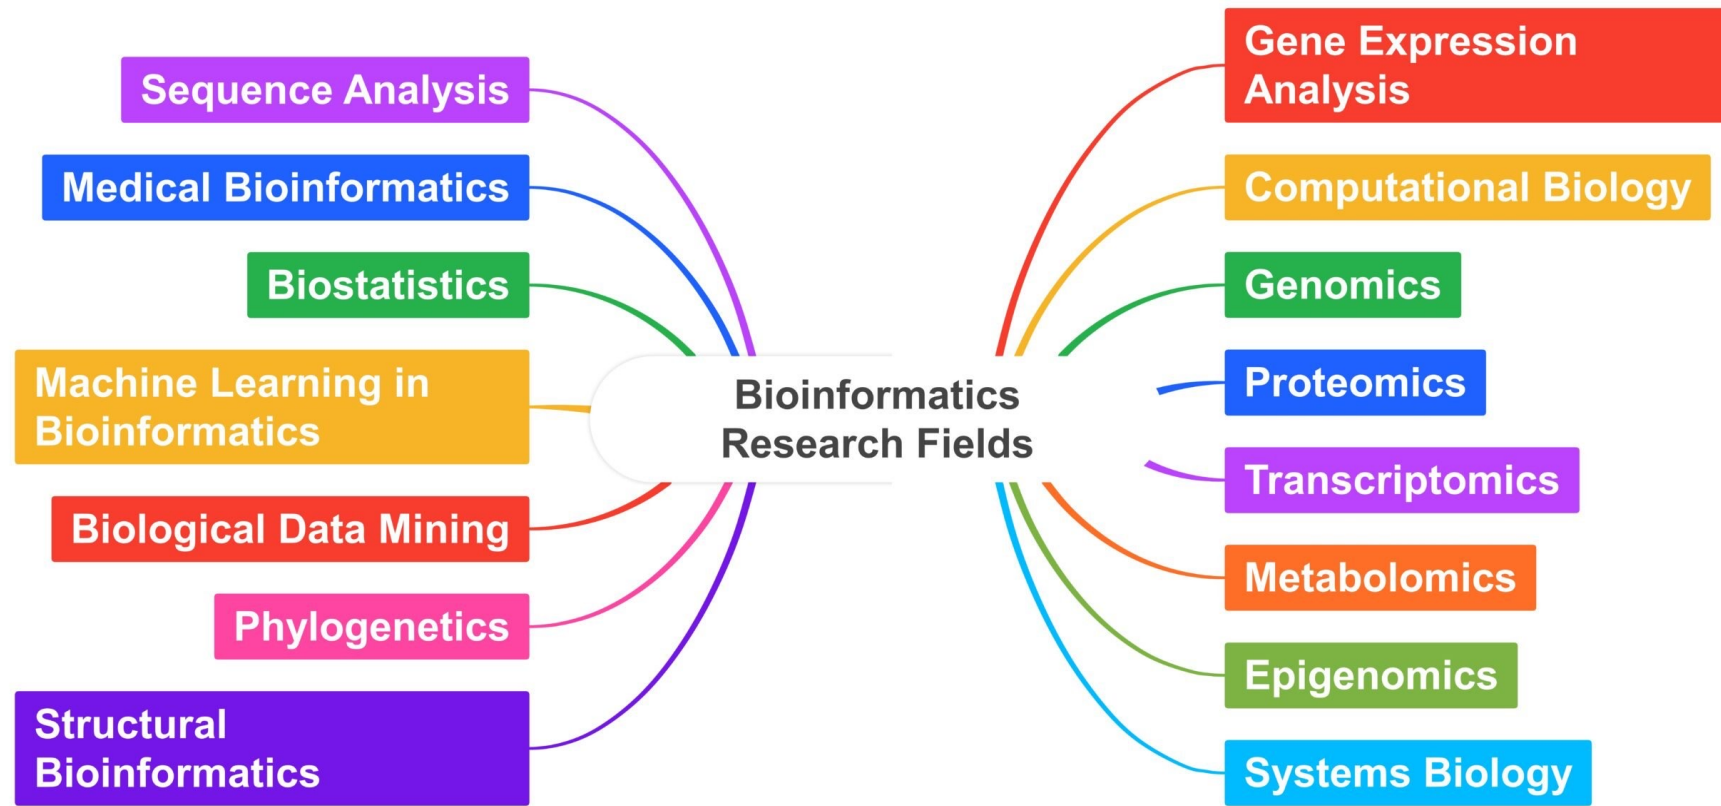 Sequence Analysis
Medical Bioinformatics
Biostatistics
Machine Learning in
Bioinformatics
Biological Data Mining
Phylogenetics
Structural
Bioinformatics
Bioinformatics
Research Fields
Gene Expression
Analysis
Computational Biology
Genomics
Proteomics
Transcriptomics
Metabolomics
Epigenomics
Systems Biology